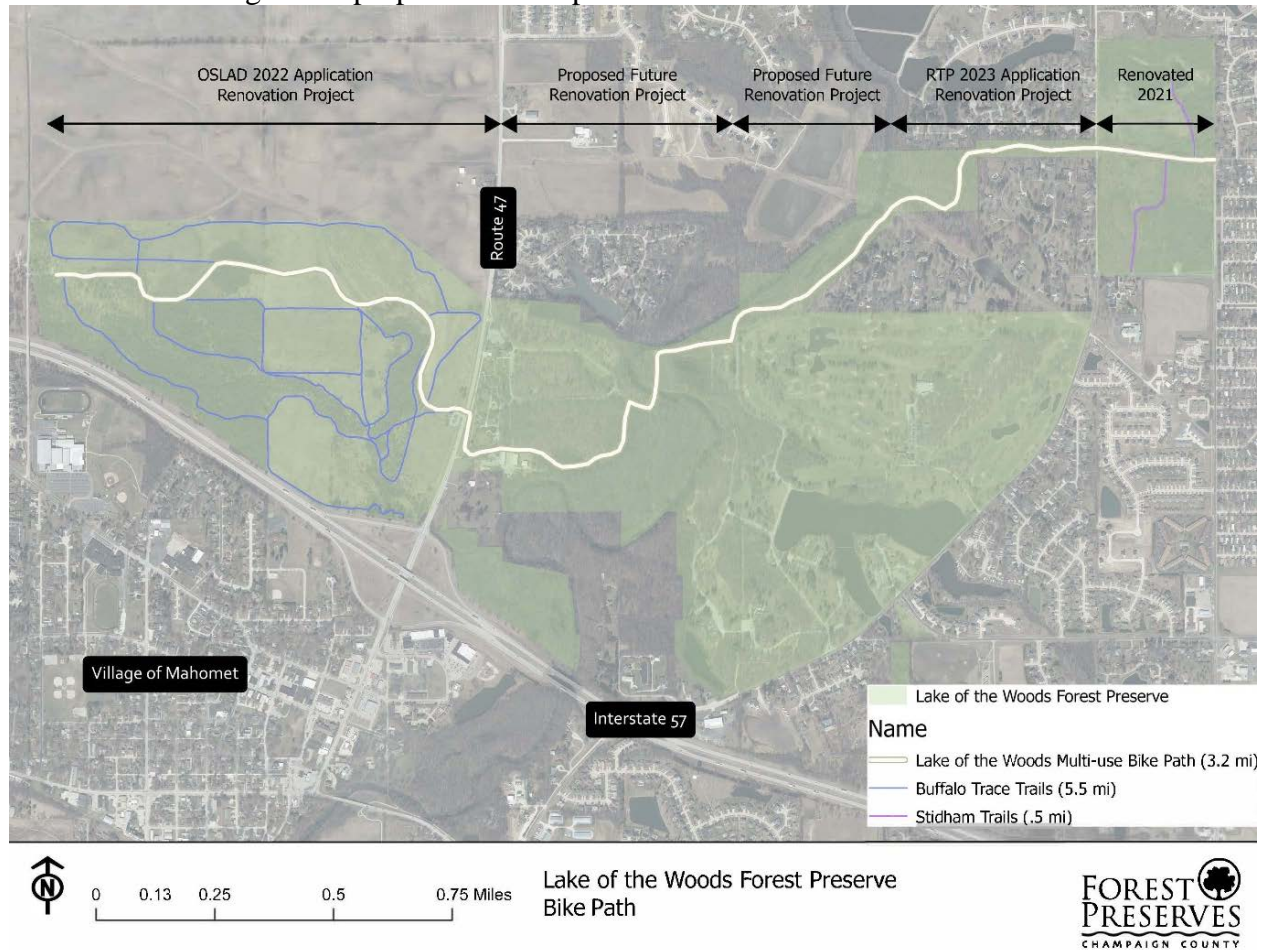 OSLAD 2022 Application
Renovation Project
Proposed Future
Renovation Project
Proposed Future
Renovation Project
RTP 2023 Application
Renovation Project
Renovated
2021
Route 47
Village of Mahomet
Interstate 57
Lake of the Woods Forest Preserve
Name
Lake of the Woods Multi-use Bike Path (3.2 mi)
Buffalo Trace Trails (5.5 mi)
Stidham Trails (.5 mi)
N
0 0.13 0.25 0.5 0.75 Miles
Lake of the Woods Forest Preserve
Bike Path
FOREST
PRESERVES
CHAMPAIGN COUNTY